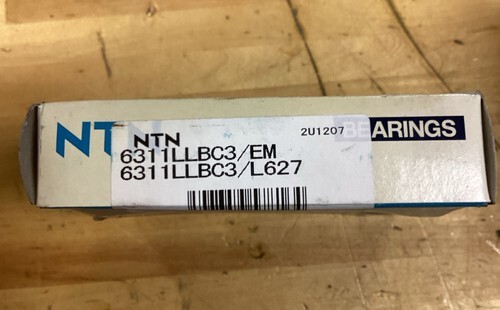 NTN BEARINGS
NTN 2U1207
6311LLBC3/EM
6311LLBC3/L627